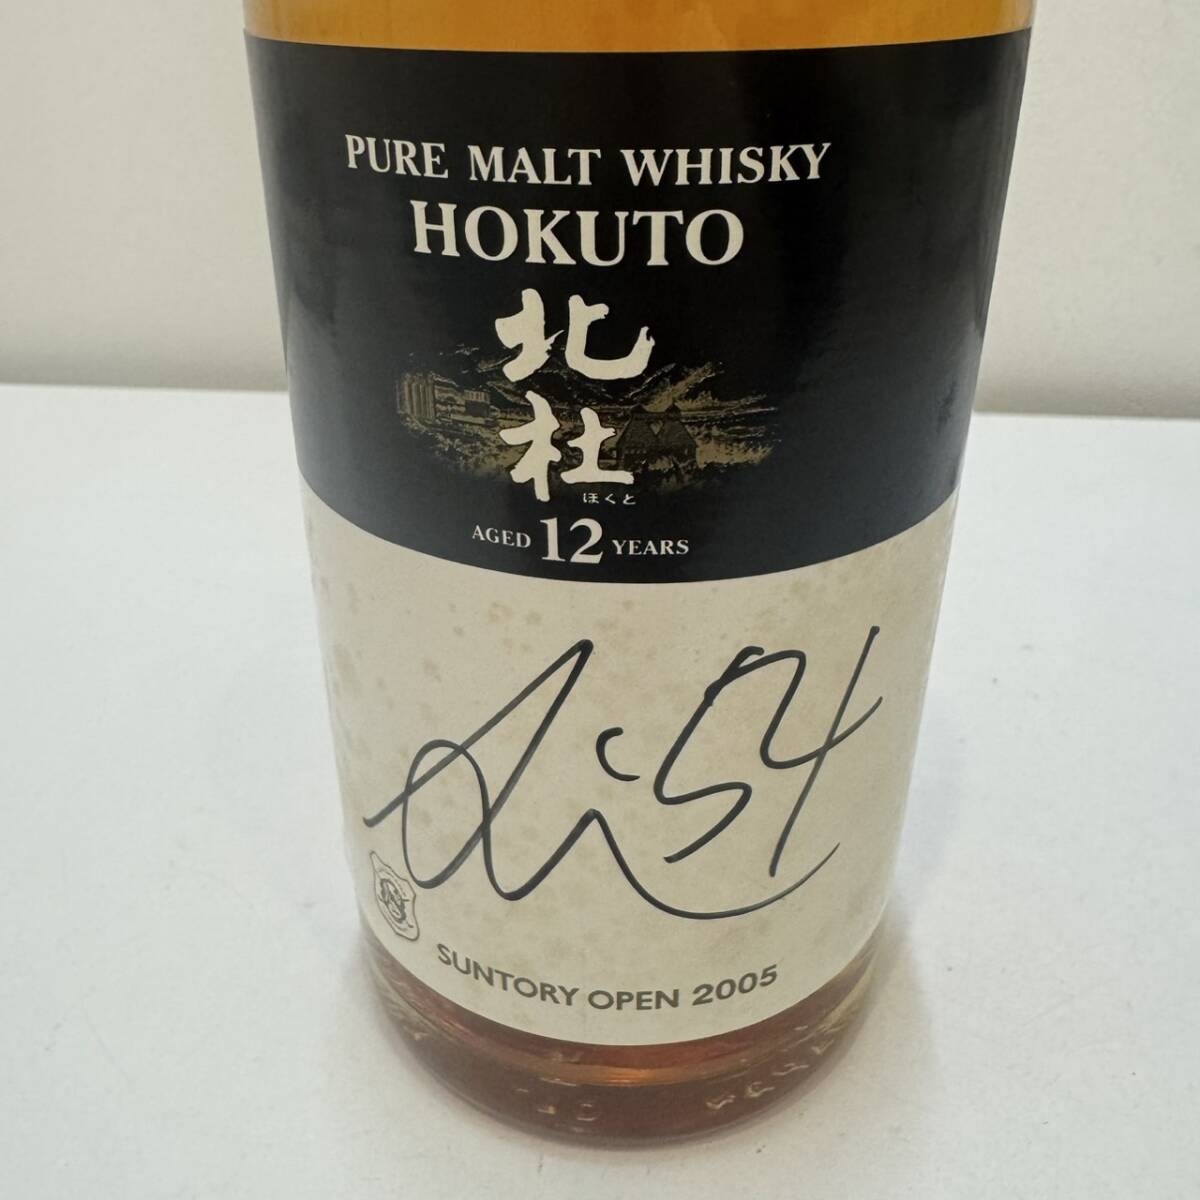 PURE MALT WHISKY
HOKUTO
北杜
ほくと
AGED 12 YEARS
SUNTORY OPEN 2005